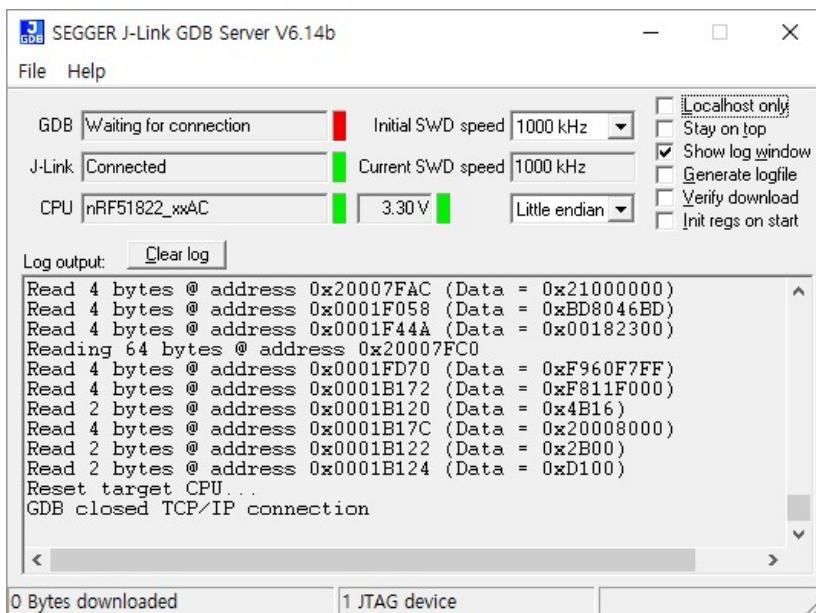 J
GDB
SEGGER J-Link GDB Server V6.14b
File Help
GDB Waiting for connection Initial SWD speed 1000 kHz Localhost only
Stay on top
J-Link Connected Current SWD speed 1000 kHz Show log window
Generate logfile
CPU nRF51822_xxAC 3.30 V Little endian Verify download
Init regs on start
Log output: Clear log
Read 4 bytes @ address 0x20007FAC (Data = 0x21000000)
Read 4 bytes @ address 0x0001F058 (Data = 0xBD8046BD)
Read 4 bytes @ address 0x0001F44A (Data = 0x00182300)
Reading 64 bytes @ address 0x20007FC0
Read 4 bytes @ address 0x0001FD70 (Data = 0xF960F7FF)
Read 4 bytes @ address 0x0001B172 (Data = 0xF811F000)
Read 2 bytes @ address 0x0001B120 (Data = 0x4B16)
Read 4 bytes @ address 0x0001B17C (Data = 0x20008000)
Read 2 bytes @ address 0x0001B122 (Data = 0x2B00)
Read 2 bytes @ address 0x0001B124 (Data = 0xD100)
Reset target CPU...
GDB closed TCP/IP connection
0 Bytes downloaded 1 JTAG device